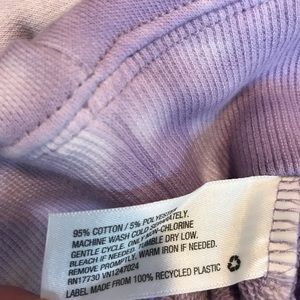 95% COTTON / 5% POLYESTER
MACHINE WASH COLD SEPARATELY.
GENTLE CYCLE. ONLY NON-CHLORINE
BLEACH IF NEEDED. TUMBLE DRY LOW.
REMOVE PROMPTLY. WARM IRON IF NEEDED.
RN17730 VN1247024
LABEL MADE FROM 100% RECYCLED PLASTIC